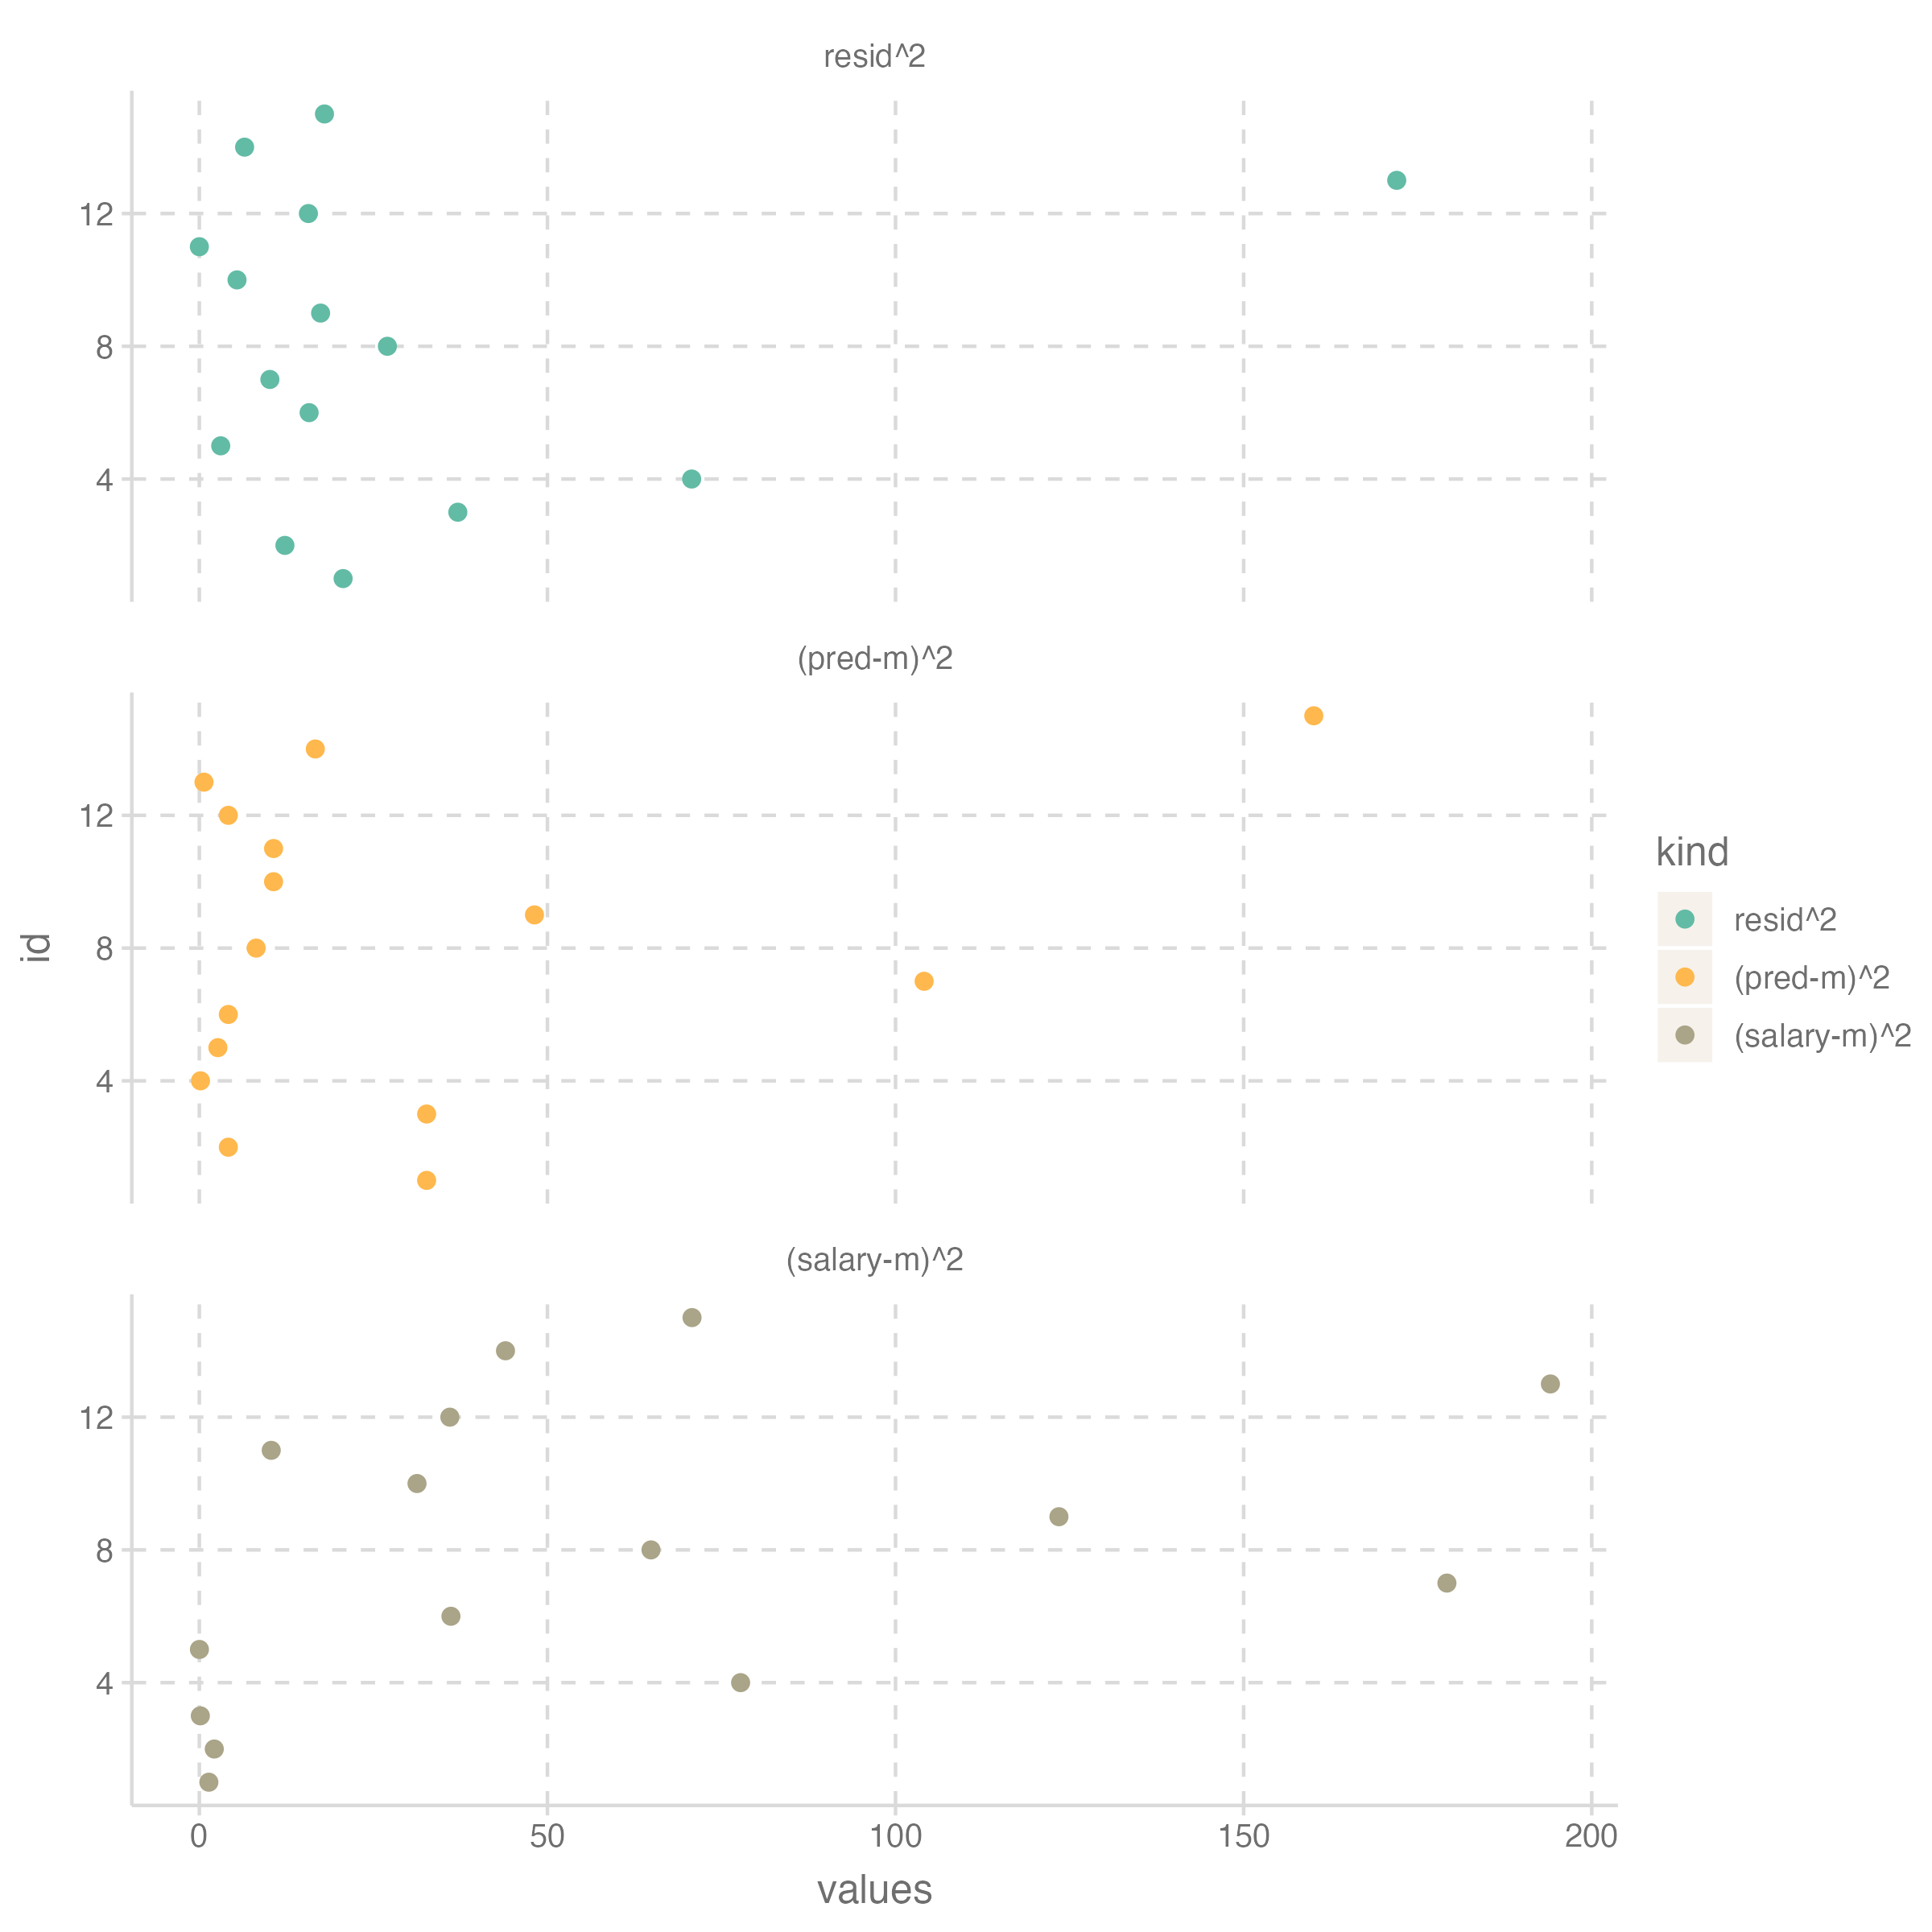 resid^2
12
8
4
(pred-m)^2
12
8
4
id
(salary-m)^2
12
8
4
0 50 100 150 200
values
kind
resid^2
(pred-m)^2
(salary-m)^2